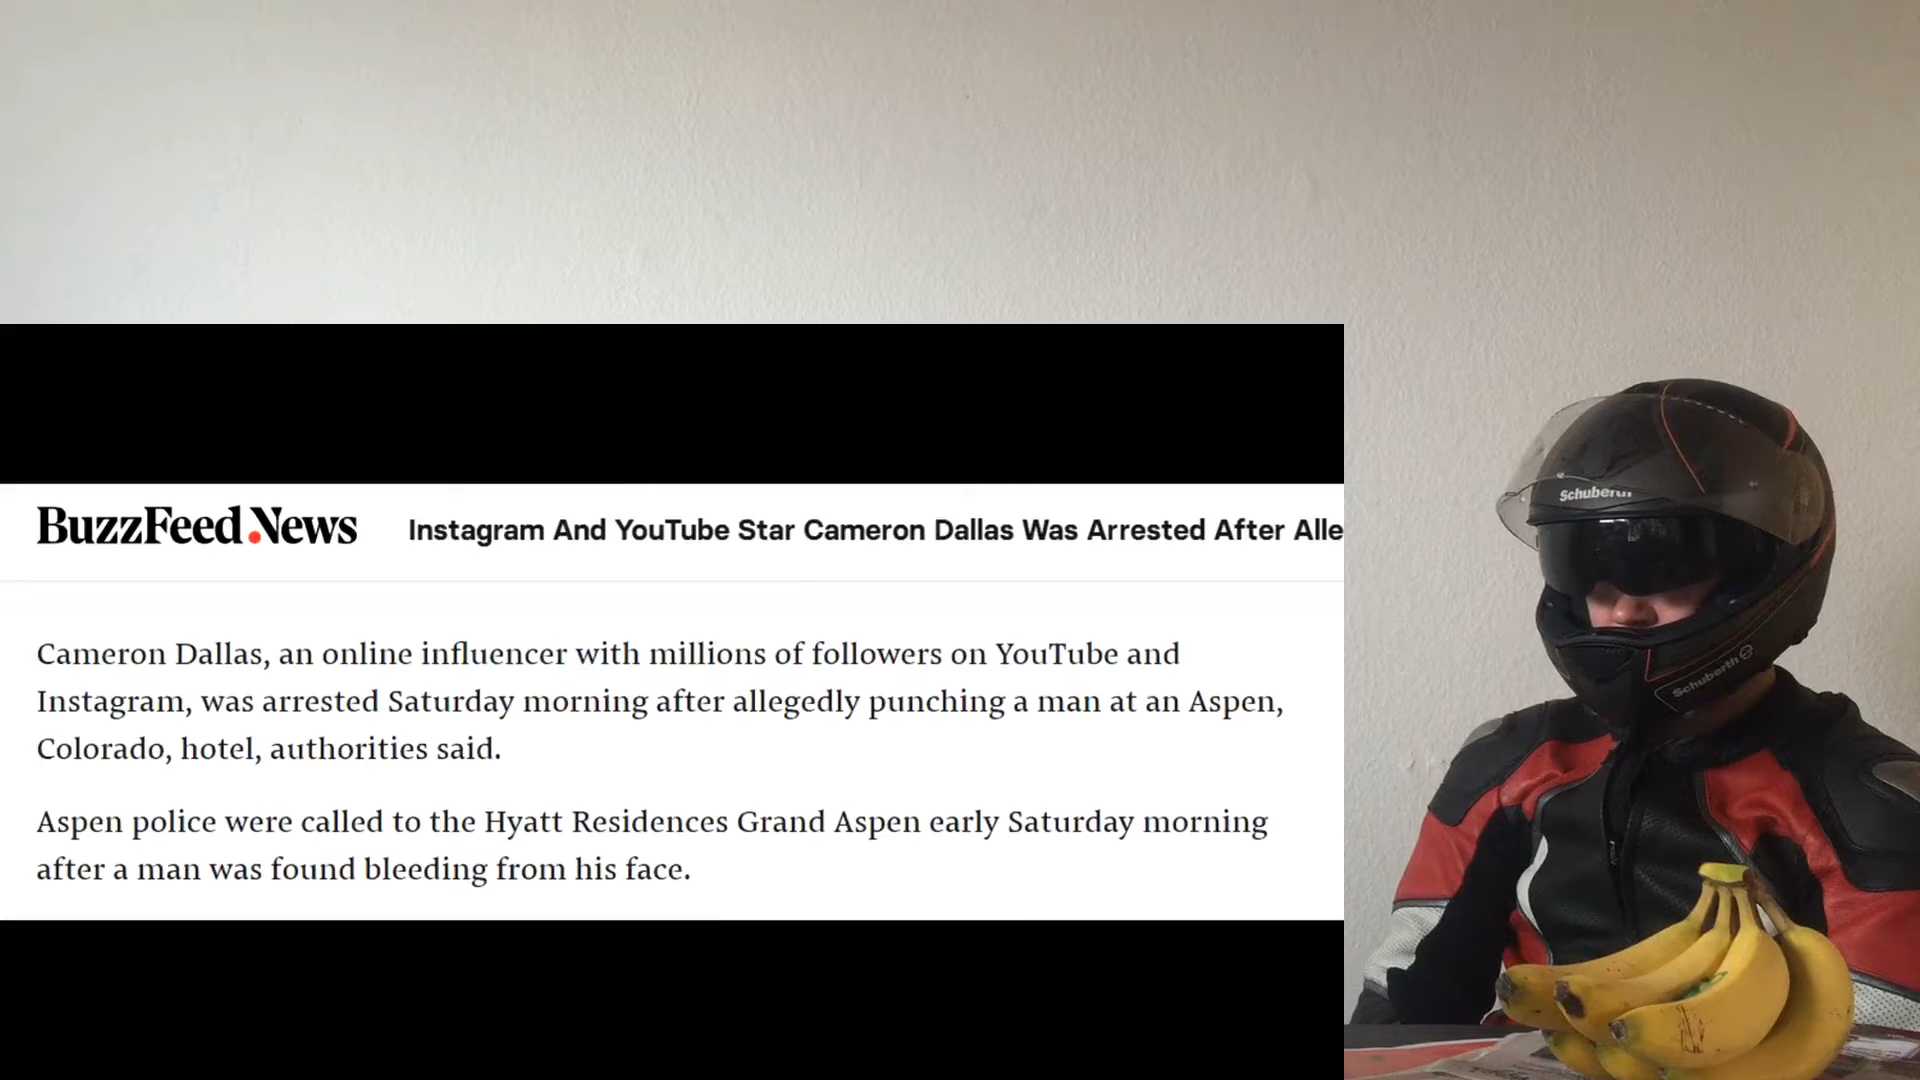 BuzzFeed News
Instagram And YouTube Star Cameron Dallas Was Arrested After Alle
Cameron Dallas, an online influencer with millions of followers on YouTube and
Instagram, was arrested Saturday morning after allegedly punching a man at an Aspen,
Colorado, hotel, authorities said.
Aspen police were called to the Hyatt Residences Grand Aspen early Saturday morning
after a man was found bleeding from his face.
Schuberth
Schuberth